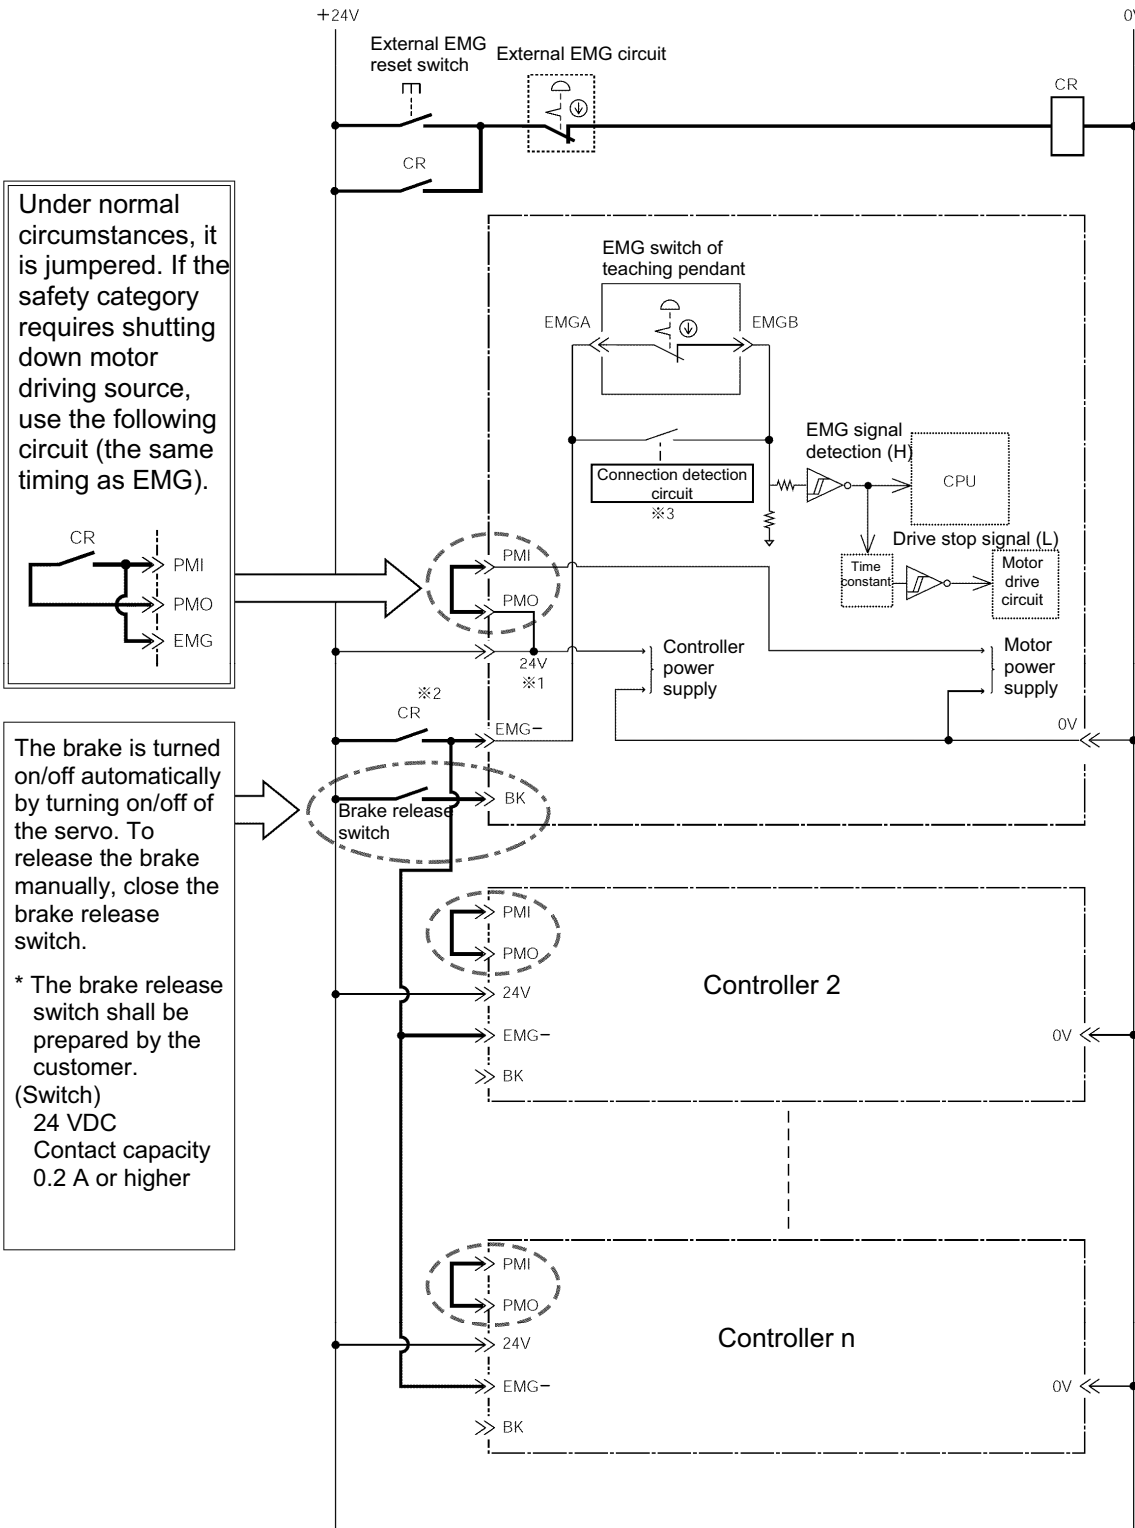 +24V
0V
External EMG
reset switch
External EMG circuit
CR
CR
Under normal
circumstances, it
is jumpered. If the
safety category
requires shutting
down motor
driving source,
use the following
circuit (the same
timing as EMG).
CR
PMI
PMO
EMG
EMG switch of
teaching pendant
EMGA
EMGB
Connection detection
circuit
※3
EMG signal
detection (H)
CPU
Drive stop signal (L)
Time
constant
Motor
drive
circuit
PMI
PMO
24V
※1
Controller
power
supply
Motor
power
supply
※2
CR
EMG−
0V
BK
Brake release
switch
The brake is turned
on/off automatically
by turning on/off of
the servo. To
release the brake
manually, close the
brake release
switch.
* The brake release
switch shall be
prepared by the
customer.
(Switch)
24 VDC
Contact capacity
0.2 A or higher
PMI
PMO
24V
EMG−
BK
Controller 2
0V
PMI
PMO
24V
EMG−
BK
Controller n
0V